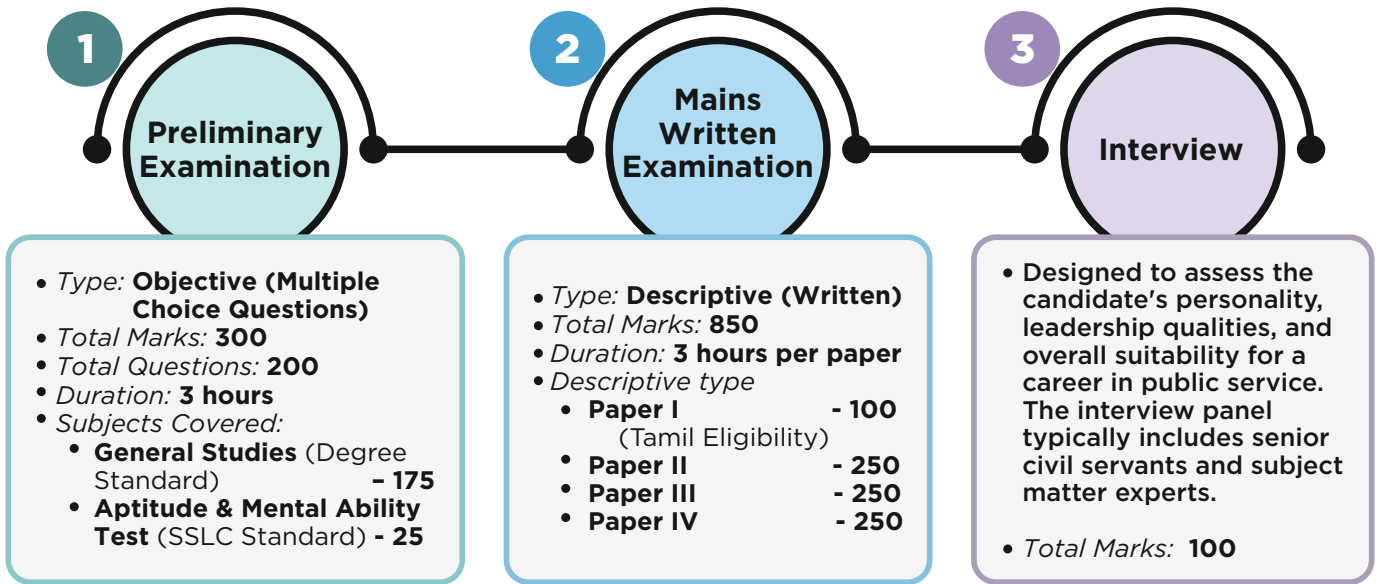 1
Preliminary
Examination
2
Mains
Written
Examination
3
Interview
• Type: Objective (Multiple
Choice Questions)
• Total Marks: 300
• Total Questions: 200
• Duration: 3 hours
• Subjects Covered:
• General Studies (Degree
Standard) – 175
• Aptitude & Mental Ability
Test (SSLC Standard) - 25
• Type: Descriptive (Written)
• Total Marks: 850
• Duration: 3 hours per paper
• Descriptive type
• Paper I - 100
(Tamil Eligibility)
• Paper II - 250
• Paper III - 250
• Paper IV - 250
• Designed to assess the
candidate's personality,
leadership qualities, and
overall suitability for a
career in public service.
The interview panel
typically includes senior
civil servants and subject
matter experts.
• Total Marks: 100